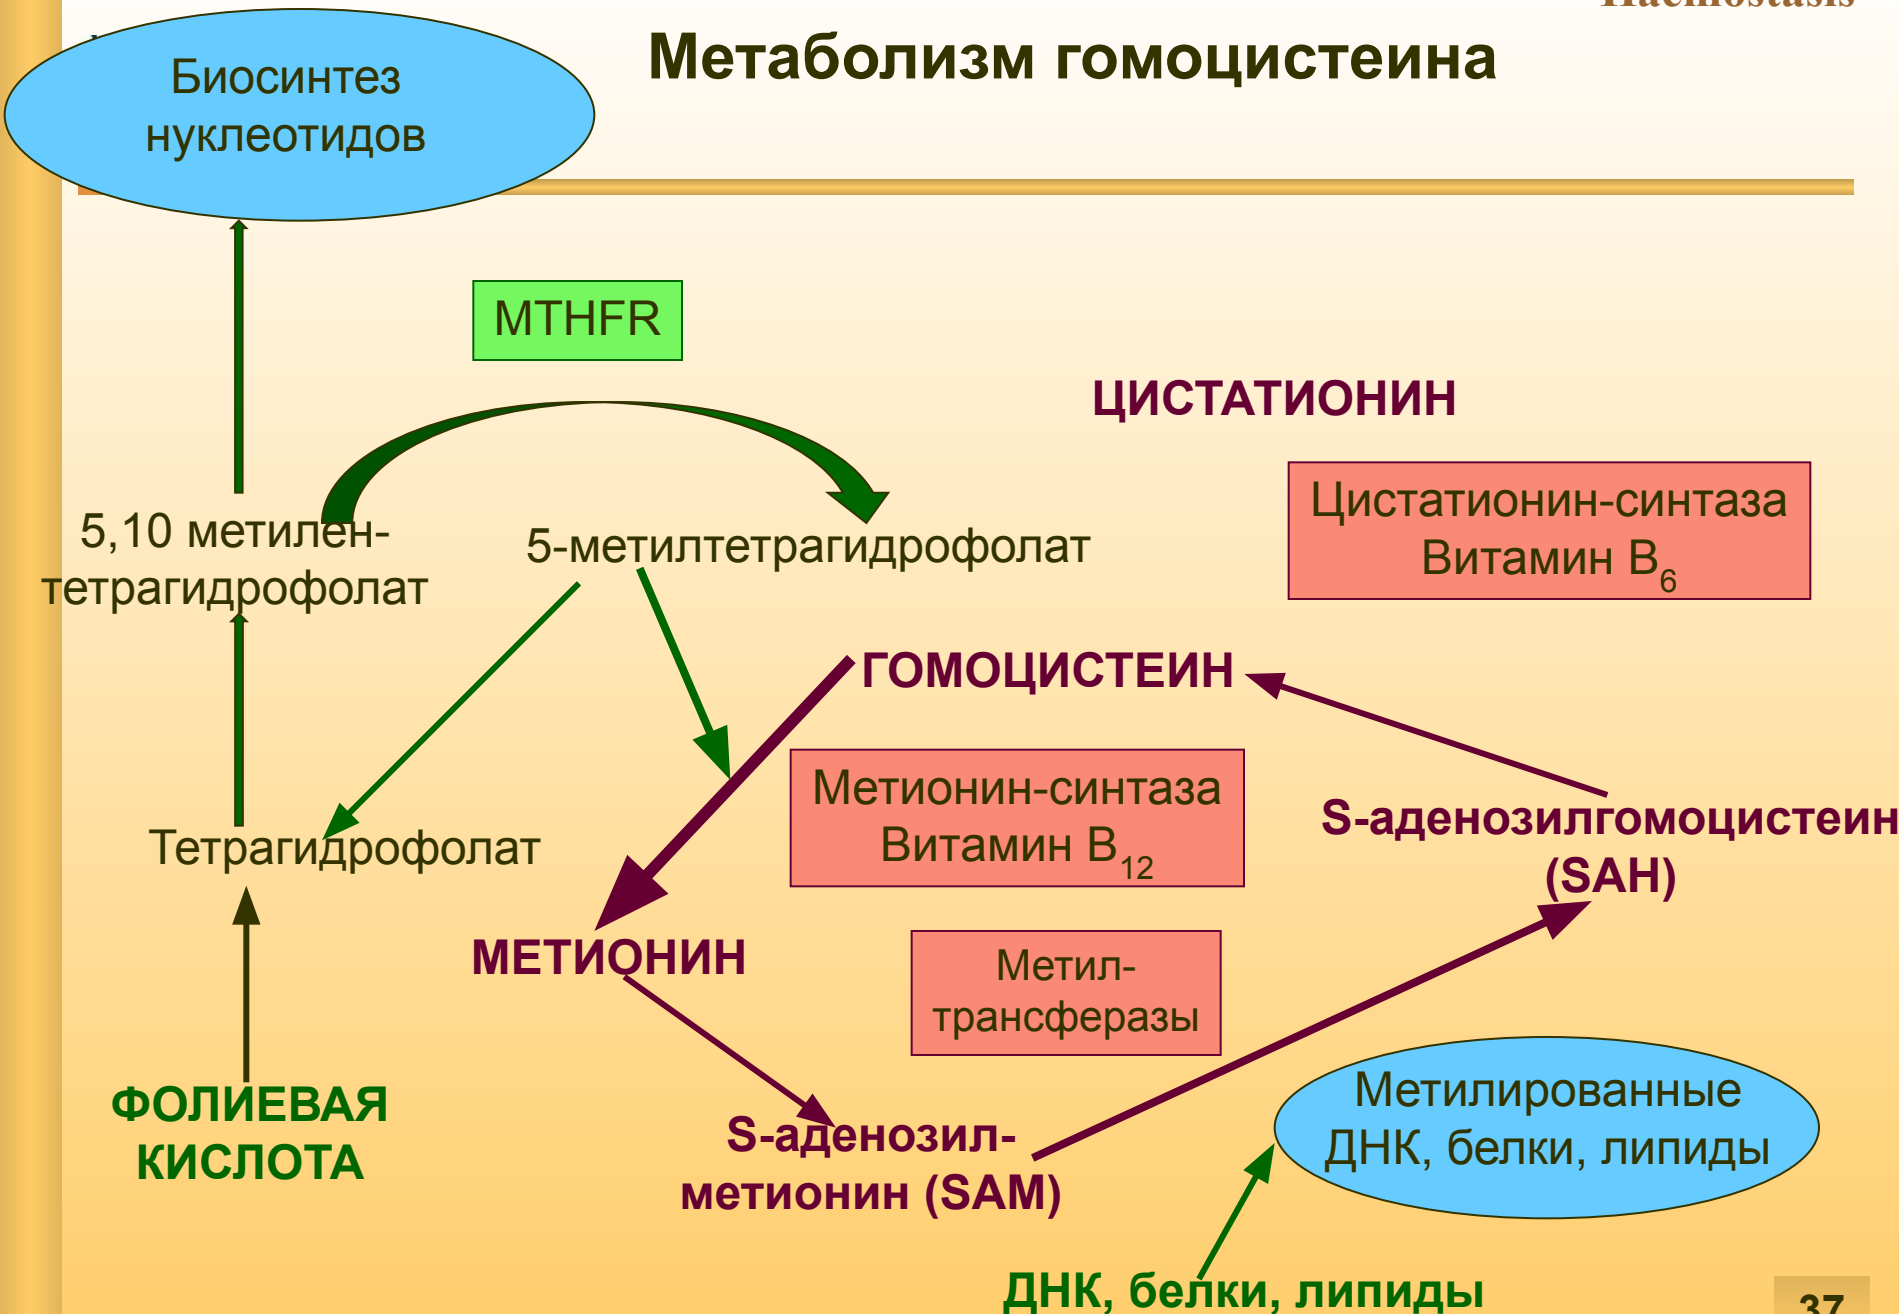 Haemostasis
Метаболизм гомоцистеина
Биосинтез
нуклеотидов
MTHFR
ЦИСТАТИОНИН
Цистатионин-синтаза
Витамин B6
5,10 метилен-
тетрагидрофолат
5-метилтетрагидрофолат
ГОМОЦИСТЕИН
Метионин-синтаза
Витамин B12
S-аденозилгомоцистеин
(SAH)
Тетрагидрофолат
МЕТИОНИН
Метил-
трансферазы
ФОЛИЕВАЯ
КИСЛОТА
S-аденозил-
метионин (SAM)
Метилированные
ДНК, белки, липиды
ДНК, белки, липиды
37